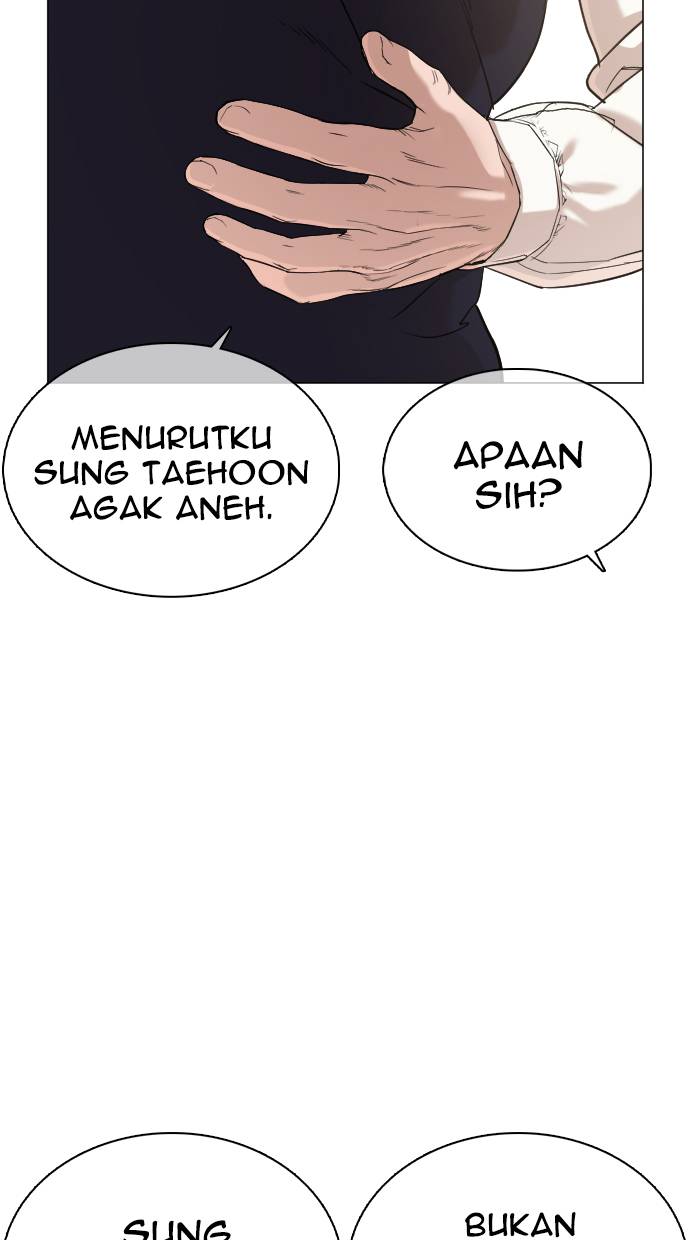 MENURUTKU
SUNG TAEHOON
AGAK ANEH.
APAAN
SIH?
SUNG
BUKAN